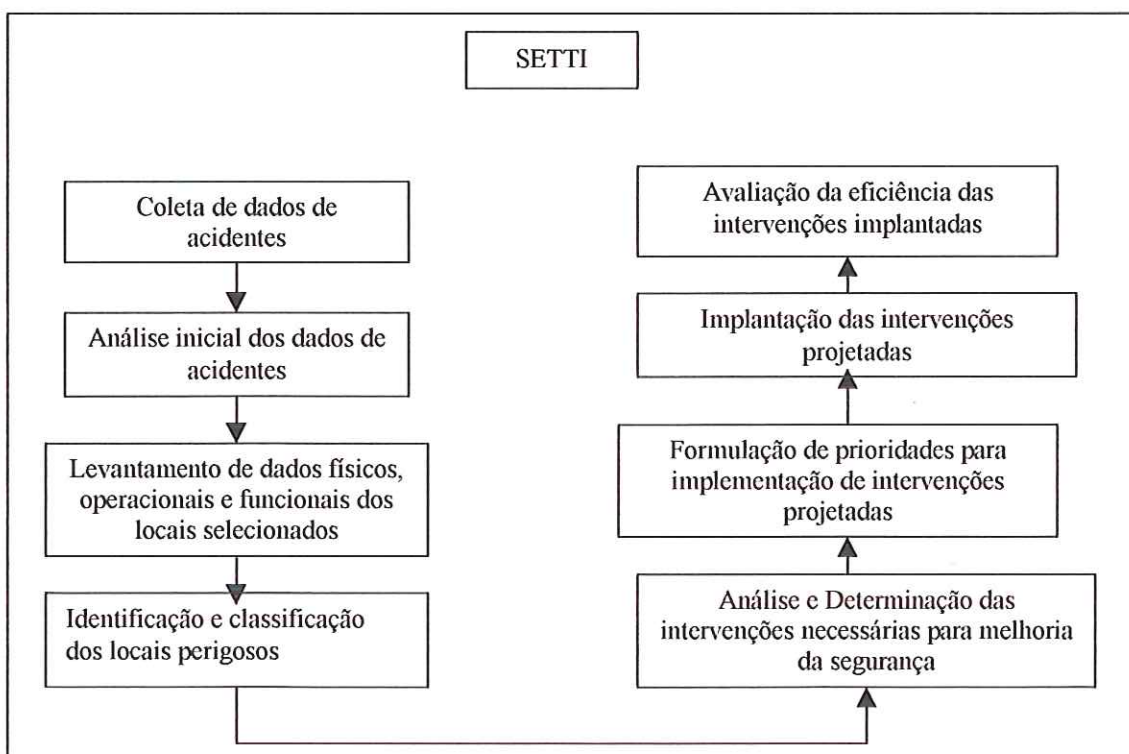 SETTI
Coleta de dados de
acidentes
Análise inicial dos dados de
acidentes
Levantamento de dados físicos,
operacionais e funcionais dos
locais selecionados
Identificação e classificação
dos locais perigosos
Análise e Determinação das
intervenções necessárias para melhoria
da segurança
Formulação de prioridades para
implementação de intervenções
projetadas
Implantação das intervenções
projetadas
Avaliação da eficiência das
intervenções implantadas